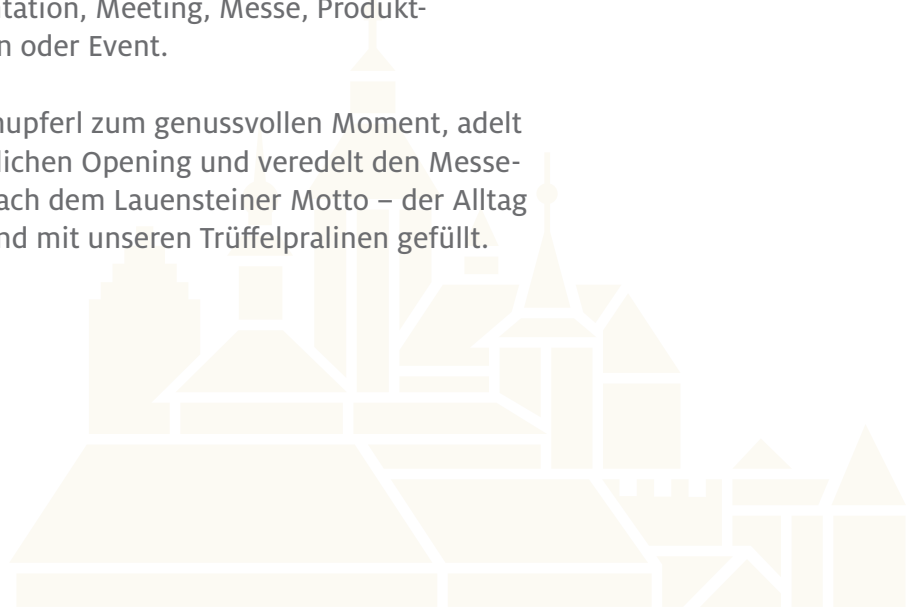 tation, Meeting, Messe, Produkt-
n oder Event.
nupferl zum genussvollen Moment, adelt
lichen Opening und veredelt den Messe-
ach dem Lauensteiner Motto – der Alltag
nd mit unseren Trüffelpralinen gefüllt.